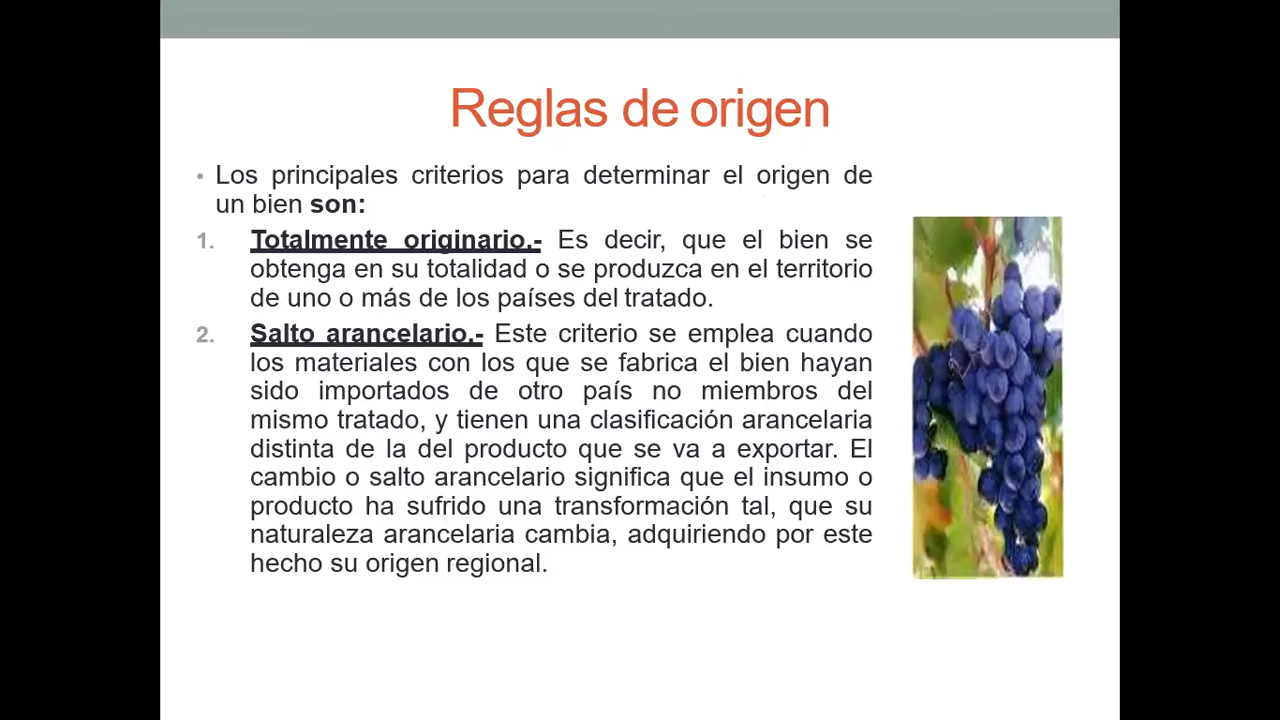 Reglas de origen
• Los principales criterios para determinar el origen de
un bien son:
1. Totalmente originario.- Es decir, que el bien se
obtenga en su totalidad o se produzca en el territorio
de uno o más de los países del tratado.
2. Salto arancelario.- Este criterio se emplea cuando
los materiales con los que se fabrica el bien hayan
sido importados de otro país no miembros del
mismo tratado, y tienen una clasificación arancelaria
distinta de la del producto que se va a exportar. El
cambio o salto arancelario significa que el insumo o
producto ha sufrido una transformación tal, que su
naturaleza arancelaria cambia, adquiriendo por este
hecho su origen regional.